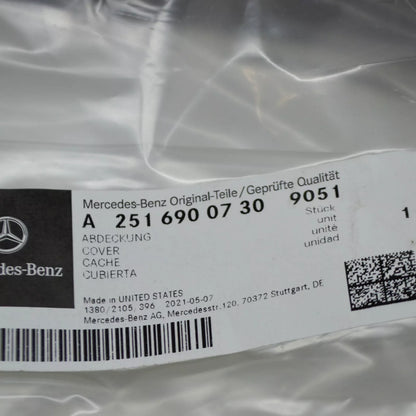 Mercedes-Benz Original-Teile/Geprüfte Qualität
A 251 690 07 30 9051
ABDECKUNG
COVER
CACHE
CUBIERTA
Stück
unit
unité
unidad
1
des-Benz
Made in UNITED STATES
1380/2105, 396, 2021-05-07
Mercedes-Benz AG, Mercedesstr.120, 70372 Stuttgart, DE